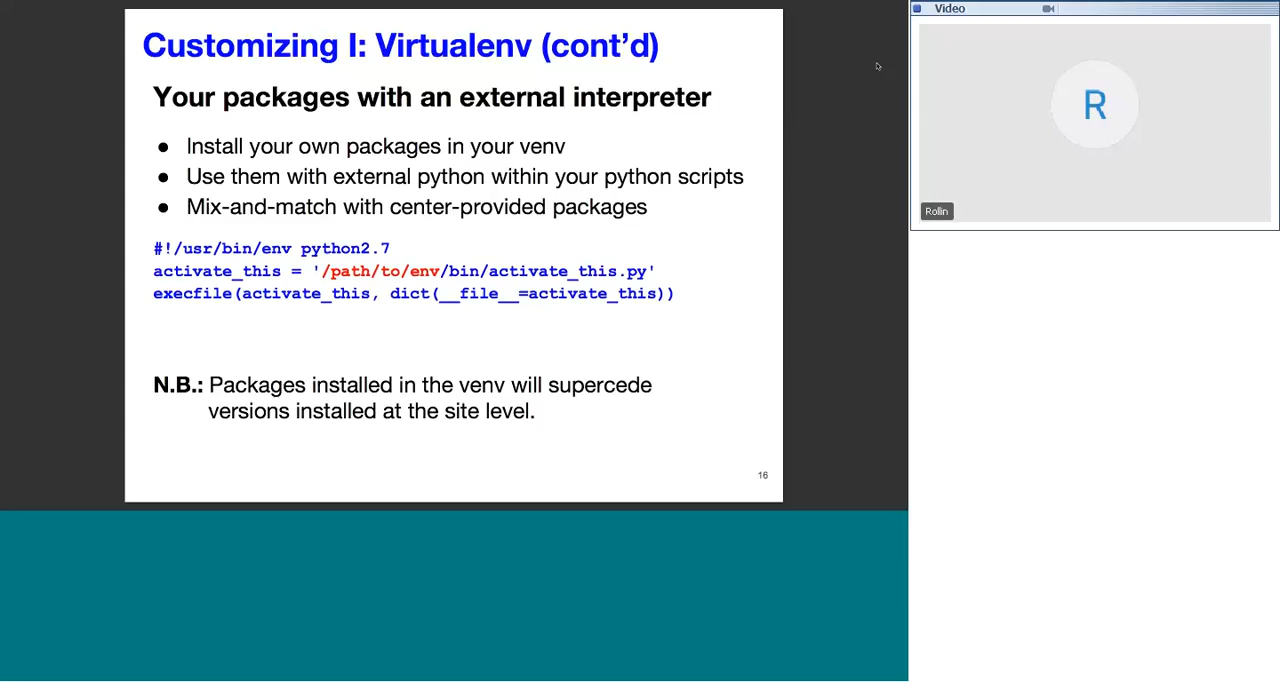 Customizing I: Virtualenv (cont’d)
Your packages with an external interpreter
● Install your own packages in your venv
● Use them with external python within your python scripts
● Mix-and-match with center-provided packages
#!/usr/bin/env python2.7
activate_this = '/path/to/env/bin/activate_this.py'
execfile(activate_this, dict(__file__=activate_this))
N.B.: Packages installed in the venv will supercede
versions installed at the site level.
16
Video
R
Rolin